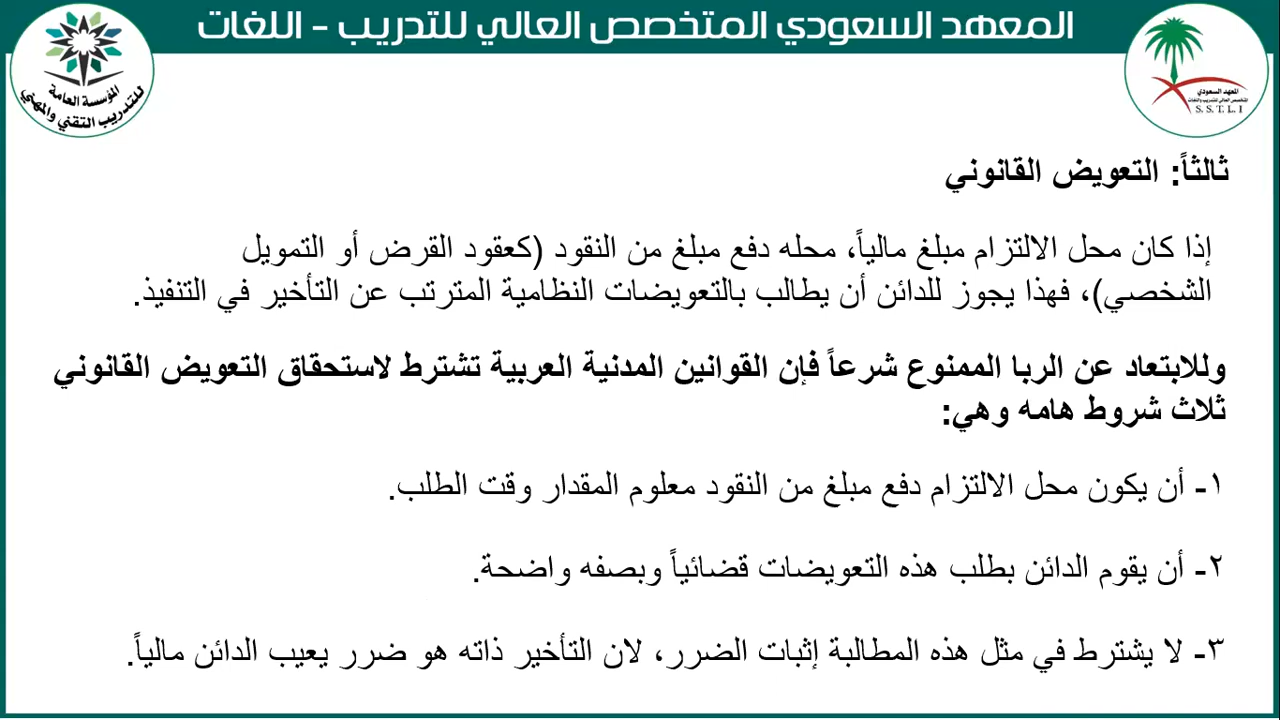 المعهد السعودي المتخصص العالي للتدريب - اللغات
المؤسسة العامة
للتدريب التقني والمهني
المعهد السعودي
المتخصص العالي للتدريب واللغات
S. S. T. L. I
ثالثاً: التعويض القانوني
إذا كان محل الالتزام مبلغ مالياً، محله دفع مبلغ من النقود (كعقود القرض أو التمويل
الشخصي)، فهذا يجوز للدائن أن يطالب بالتعويضات النظامية المترتب عن التأخير في التنفيذ.
وللابتعاد عن الربا الممنوع شرعاً فإن القوانين المدنية العربية تشترط لاستحقاق التعويض القانوني
ثلاث شروط هامه وهي:
١- أن يكون محل الالتزام دفع مبلغ من النقود معلوم المقدار وقت الطلب.
٢- أن يقوم الدائن بطلب هذه التعويضات قضائياً وبصفه واضحة.
٣- لا يشترط في مثل هذه المطالبة إثبات الضرر، لان التأخير ذاته هو ضرر يعيب الدائن مالياً.